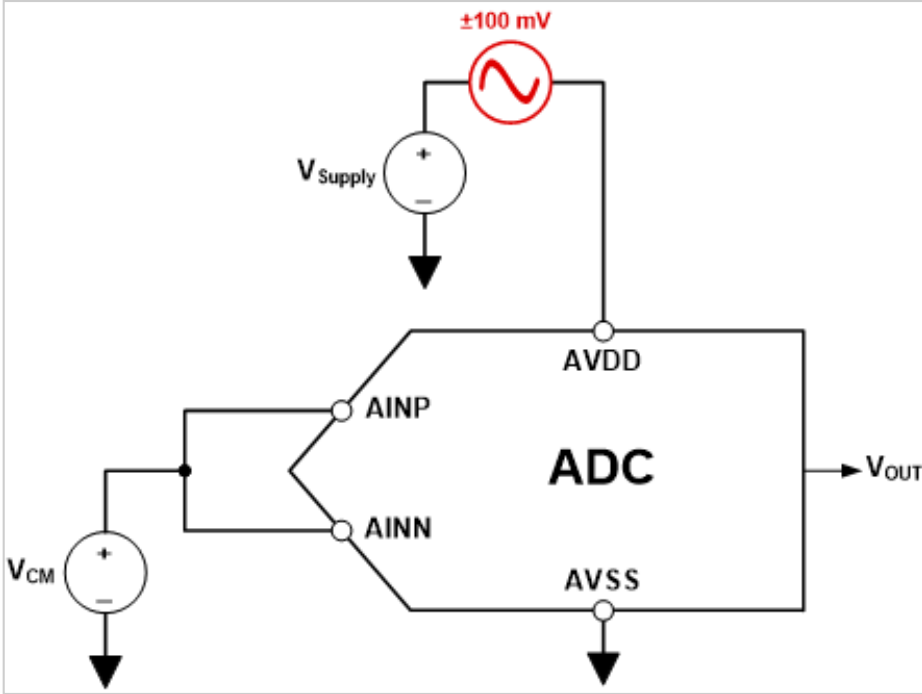 ±100 mV
+
VSupply
–
AVDD
AINP
ADC
VOUT
AINN
+
VCM
–
AVSS